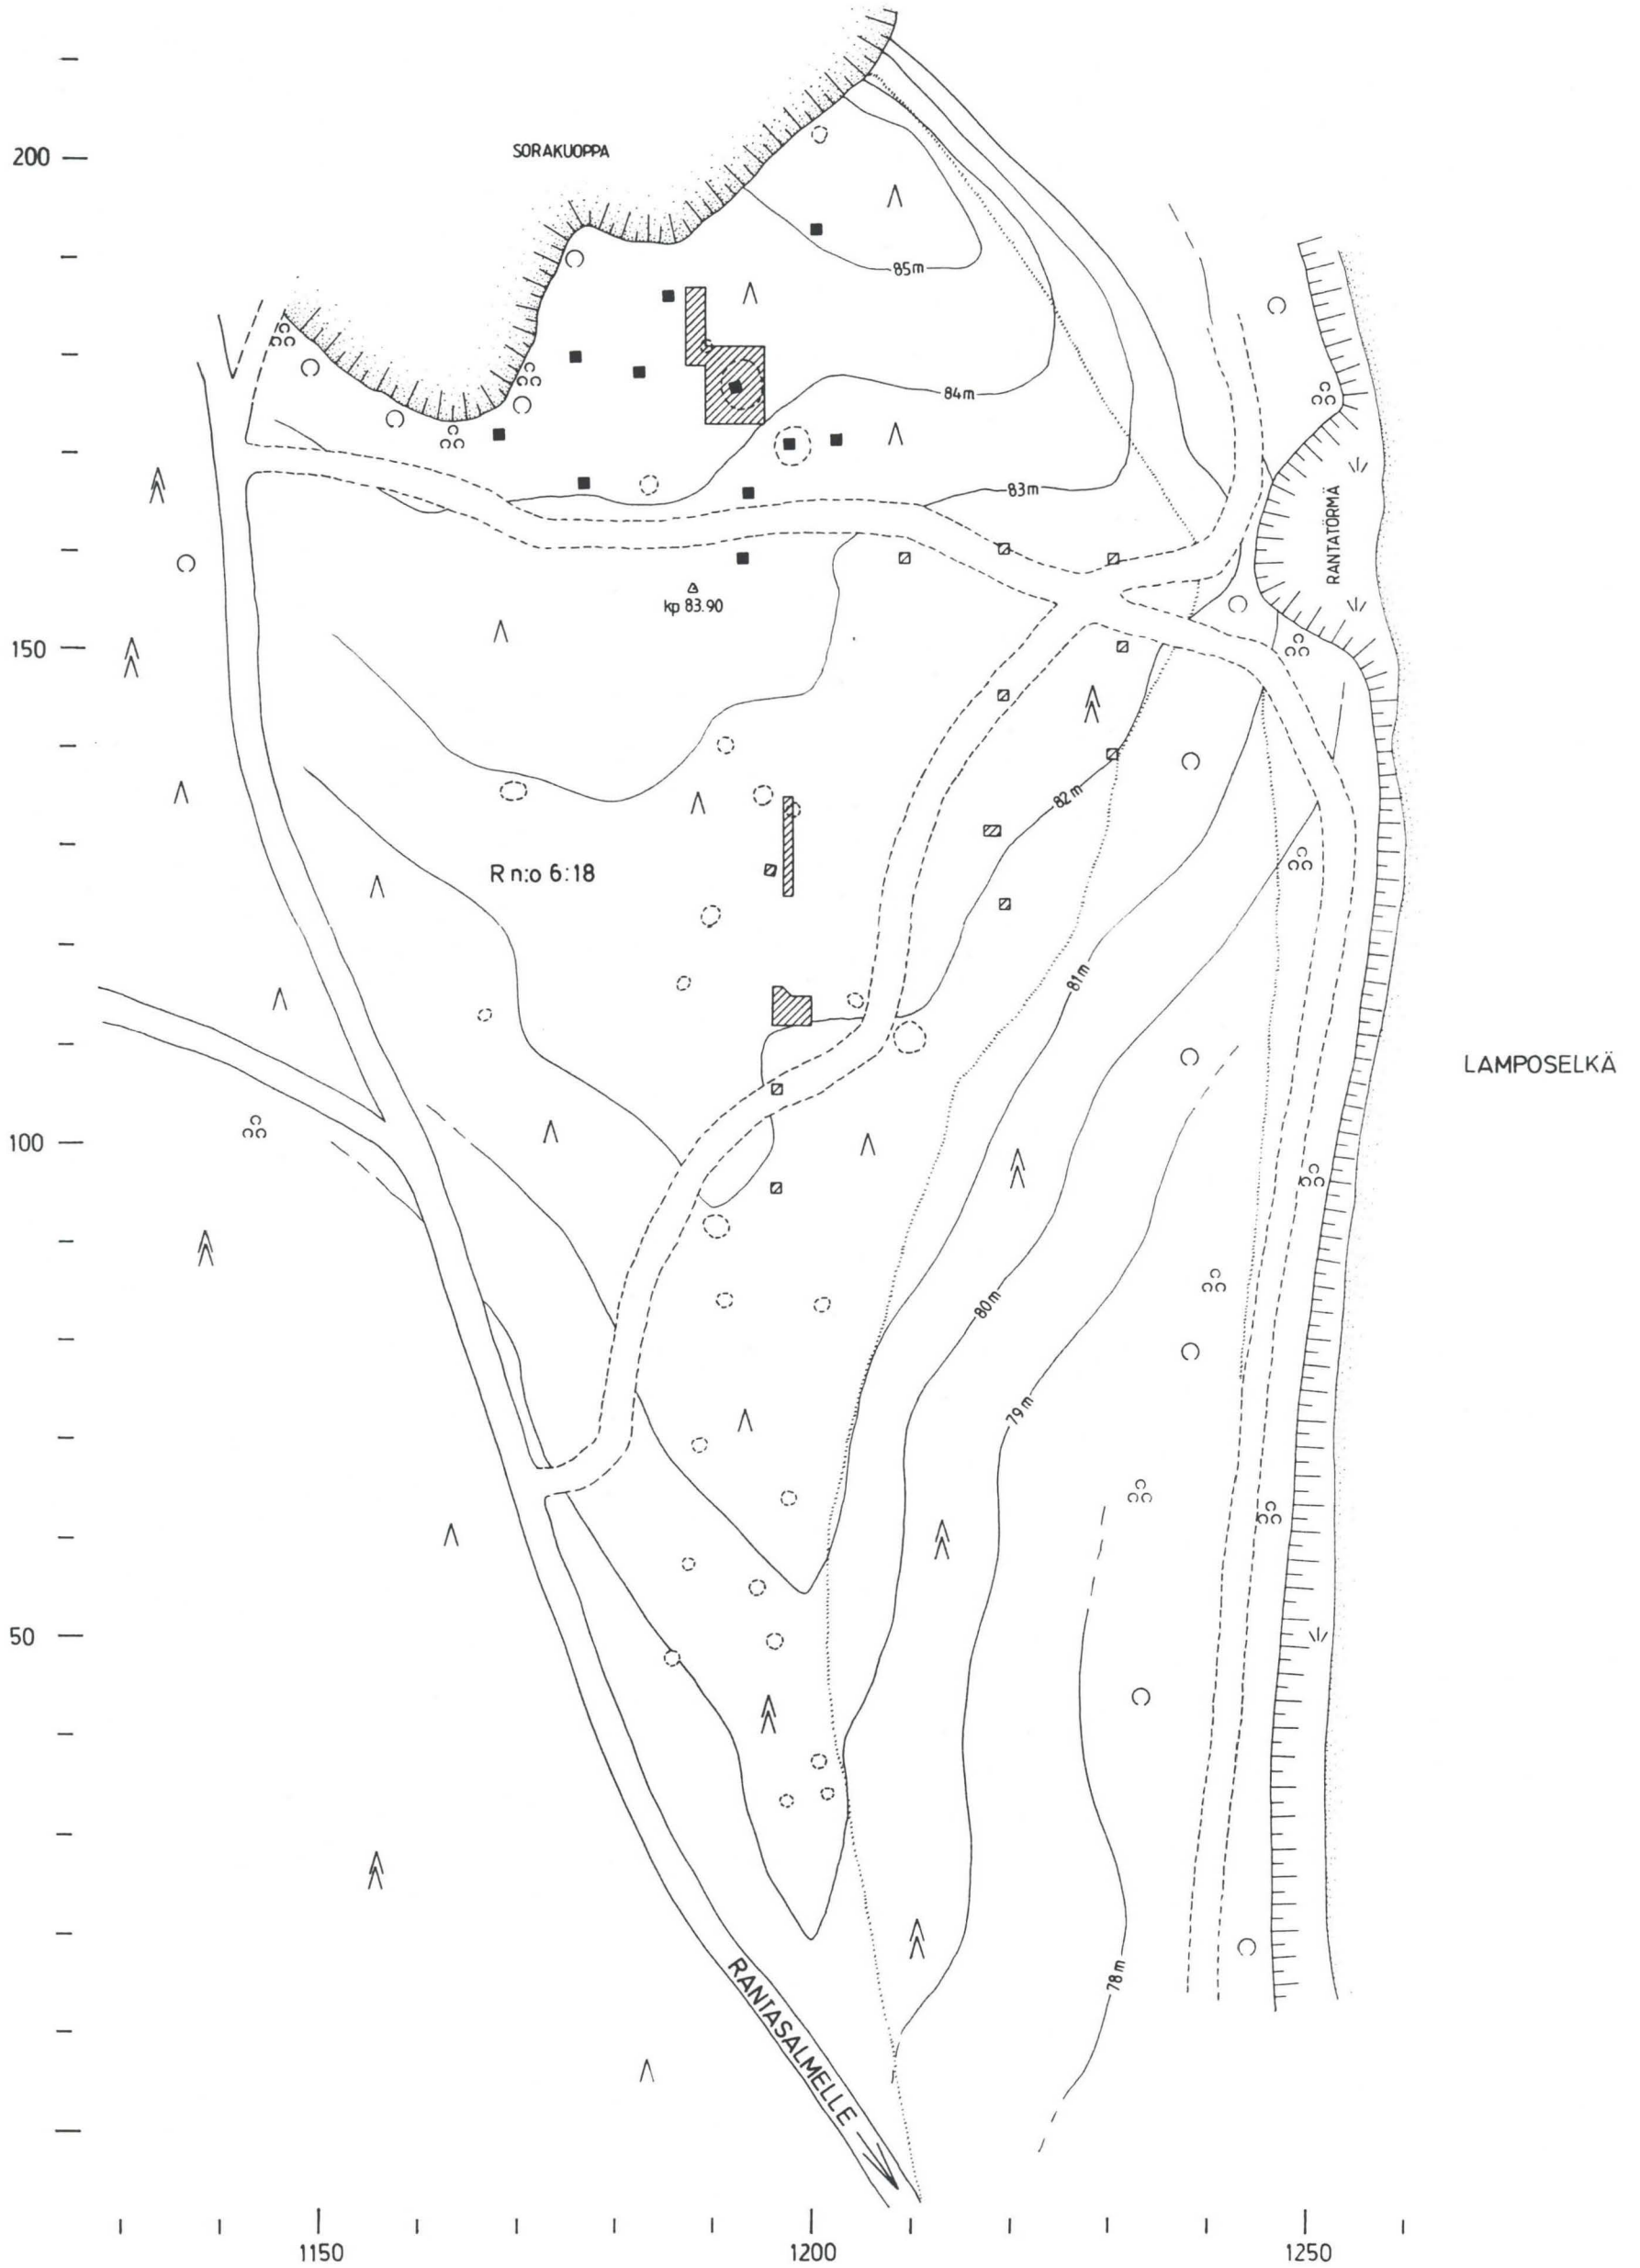 200
SORAKUOPPA
85m
84m
83m
RANTATÖRMÄ
kp 83.90
150
82m
R n:o 6:18
81m
LAMPOSELKÄ
100
80m
79m
50
78m
RANTASALMELLE
1150
1200
1250